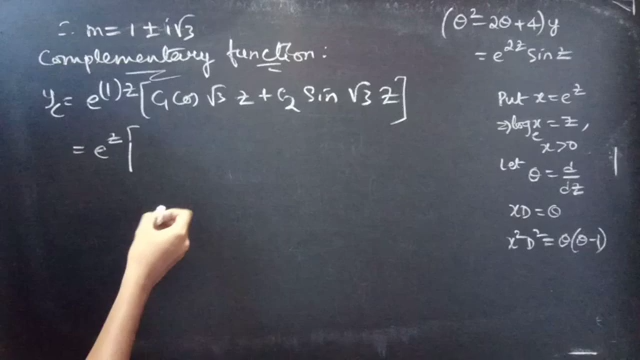 ∴ m = 1 ± i√3
Complementary function:
y_c = e^{(1)z}[C₁ cos √3 z + C₂ sin √3 z]
= e^z [
(θ² − 2θ + 4)y
= e^{2z} sin z
Put x = e^z
⇒ log_e x = z,
x > 0
Let θ = d/dz
xD = θ
x²D² = θ(θ−1)